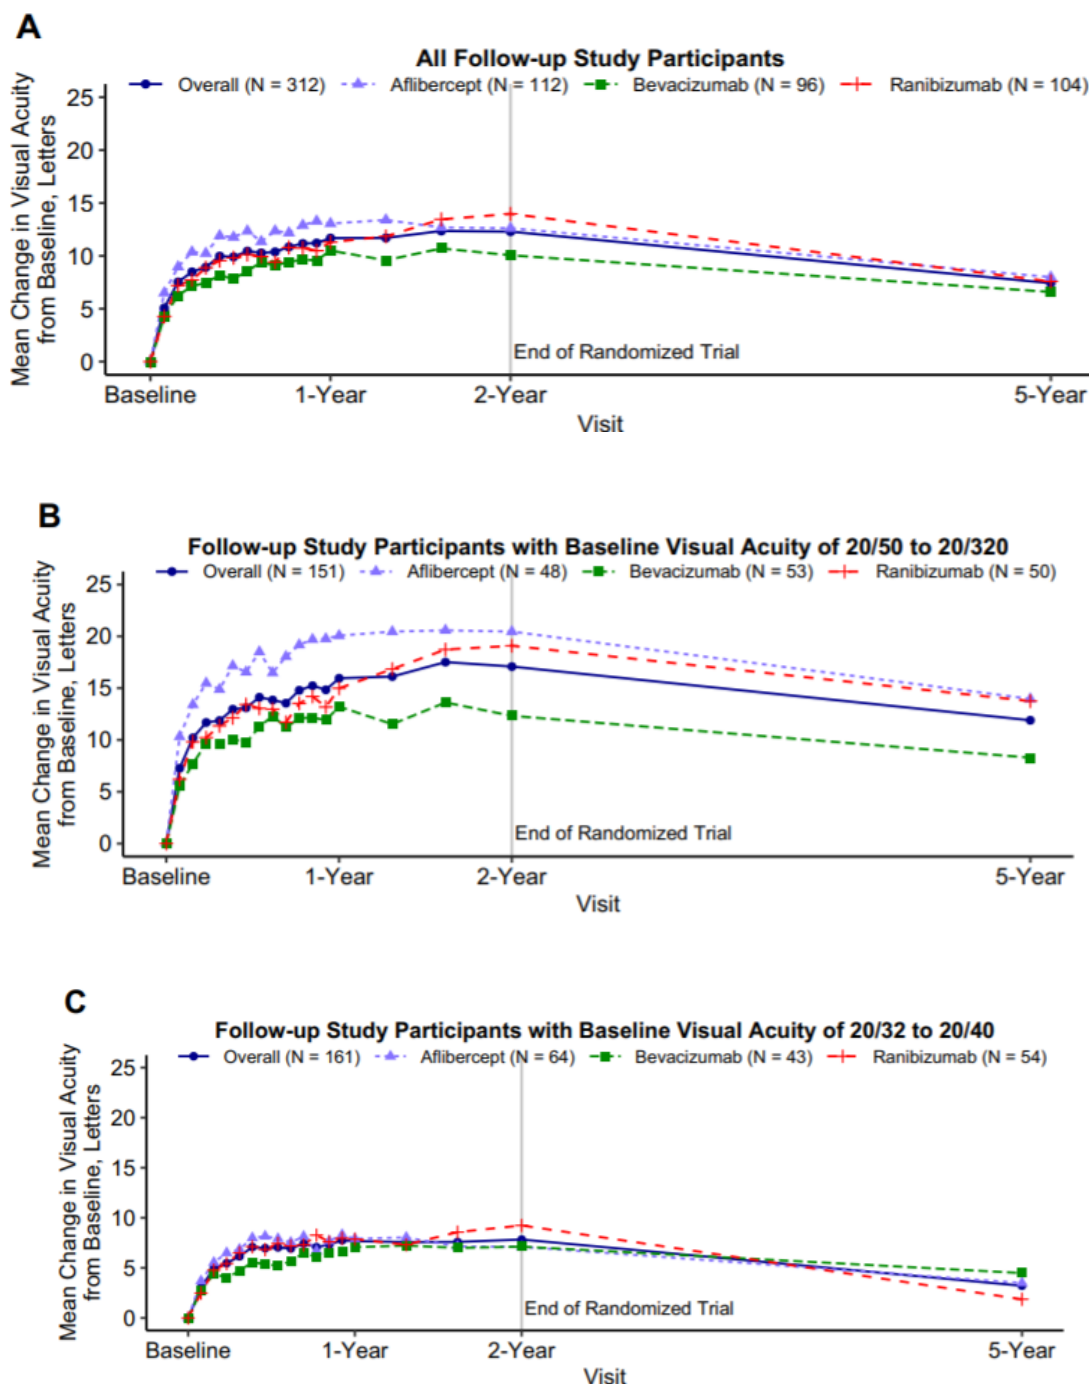 A
All Follow-up Study Participants
Overall (N = 312) Aflibercept (N = 112) Bevacizumab (N = 96) Ranibizumab (N = 104)
Mean Change in Visual Acuity
from Baseline, Letters
25
20
15
10
5
0
End of Randomized Trial
Baseline 1-Year 2-Year 5-Year
Visit
B
Follow-up Study Participants with Baseline Visual Acuity of 20/50 to 20/320
Overall (N = 151) Aflibercept (N = 48) Bevacizumab (N = 53) Ranibizumab (N = 50)
Mean Change in Visual Acuity
from Baseline, Letters
25
20
15
10
5
0
End of Randomized Trial
Baseline 1-Year 2-Year 5-Year
Visit
C
Follow-up Study Participants with Baseline Visual Acuity of 20/32 to 20/40
Overall (N = 161) Aflibercept (N = 64) Bevacizumab (N = 43) Ranibizumab (N = 54)
Mean Change in Visual Acuity
from Baseline, Letters
25
20
15
10
5
0
End of Randomized Trial
Baseline 1-Year 2-Year 5-Year
Visit